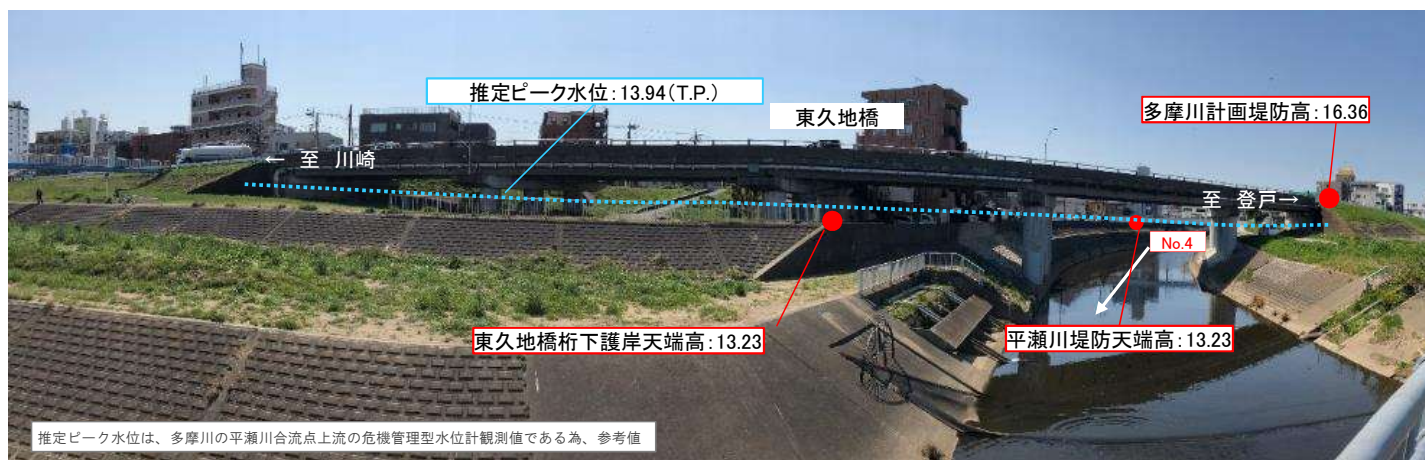 推定ピーク水位:13.94(T.P.)
東久地橋
多摩川計画堤防高:16.36
← 至 川崎
至 登戸→
No.4
東久地橋桁下護岸天端高:13.23
平瀬川堤防天端高:13.23
推定ピーク水位は、多摩川の平瀬川合流点上流の危機管理型水位計観測値である為、参考値